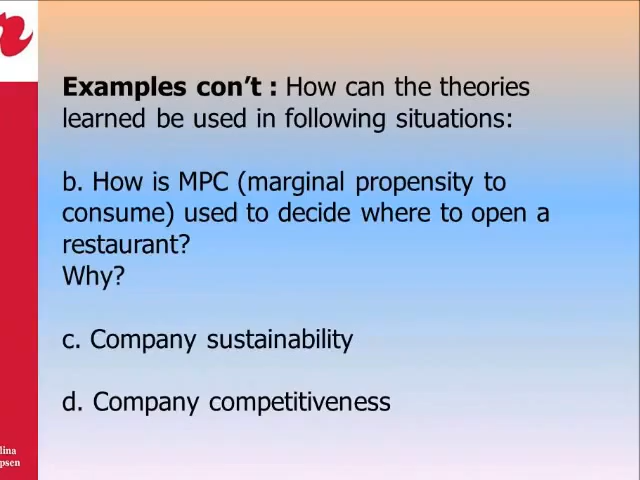 Examples con’t : How can the theories
learned be used in following situations:
b. How is MPC (marginal propensity to
consume) used to decide where to open a
restaurant?
Why?
c. Company sustainability
d. Company competitiveness